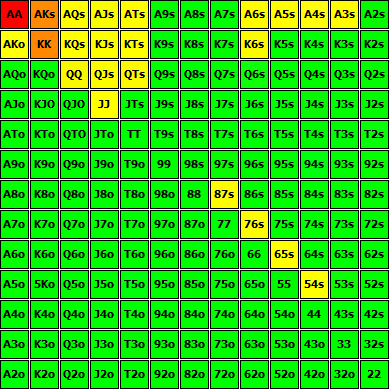 AA AKs AQs AJs ATs A9s A8s A7s A6s A5s A4s A3s A2s
AKo KK KQs KJs KTs K9s K8s K7s K6s K5s K4s K3s K2s
AQo KQo QQ QJs QTs Q9s Q8s Q7s Q6s Q5s Q4s Q3s Q2s
AJo KJO QJO JJ JTs J9s J8s J7s J6s J5s J4s J3s J2s
ATo KTo QTO JTo TT T9s T8s T7s T6s T5s T4s T3s T2s
A9o K9o Q9o J9o T9o 99 98s 97s 96s 95s 94s 93s 92s
A8o K8o Q8o J8o T8o 98o 88 87s 86s 85s 84s 83s 82s
A7o K7o Q7o J7o T7o 97o 87o 77 76s 75s 74s 73s 72s
A6o K6o Q6o J6o T6o 96o 86o 76o 66 65s 64s 63s 62s
A5o 5Ko Q5o J5o T5o 95o 85o 75o 65o 55 54s 53s 52s
A4o K4o Q4o J4o T4o 94o 84o 74o 64o 54o 44 43s 42s
A3o K3o Q3o J3o T3o 93o 83o 73o 63o 53o 43o 33 32s
A2o K2o Q2o J2o T2o 92o 82o 72o 62o 52o 42o 32o 22